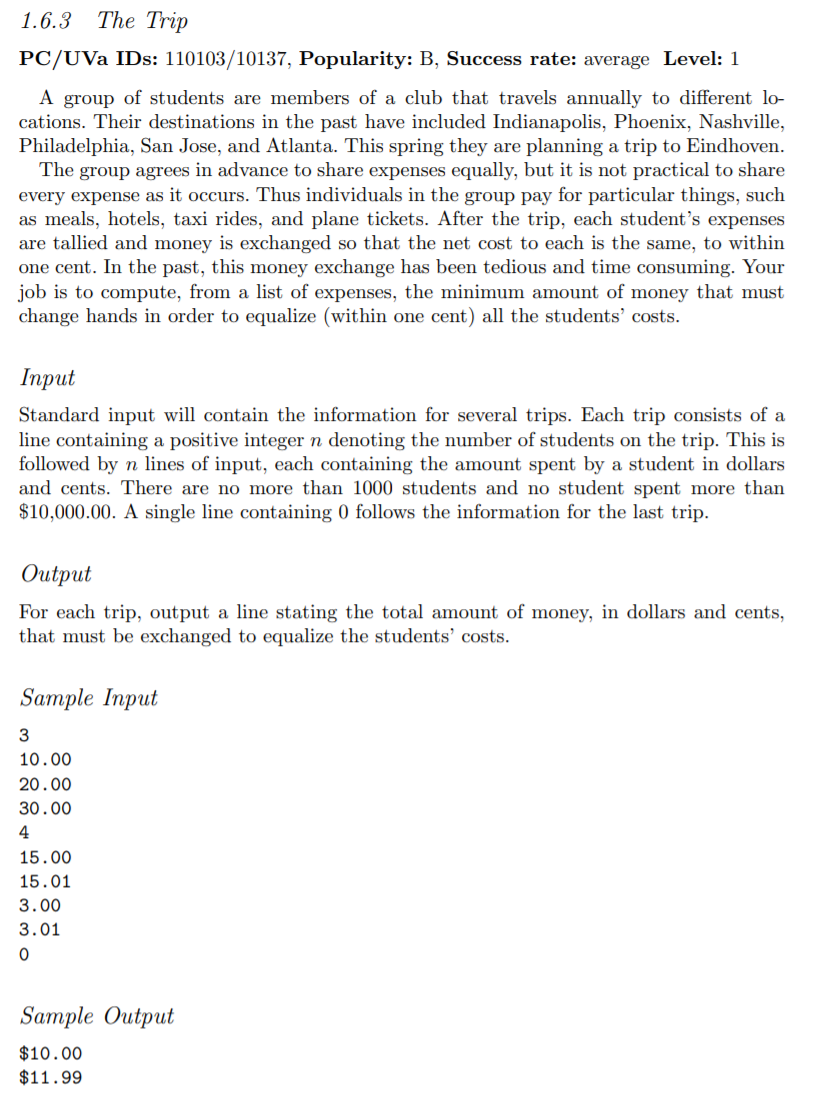 1.6.3 The Trip
PC/UVa IDs: 110103/10137, Popularity: B, Success rate: average Level: 1
A group of students are members of a club that travels annually to different lo-
cations. Their destinations in the past have included Indianapolis, Phoenix, Nashville,
Philadelphia, San Jose, and Atlanta. This spring they are planning a trip to Eindhoven.
The group agrees in advance to share expenses equally, but it is not practical to share
every expense as it occurs. Thus individuals in the group pay for particular things, such
as meals, hotels, taxi rides, and plane tickets. After the trip, each student's expenses
are tallied and money is exchanged so that the net cost to each is the same, to within
one cent. In the past, this money exchange has been tedious and time consuming. Your
job is to compute, from a list of expenses, the minimum amount of money that must
change hands in order to equalize (within one cent) all the students' costs.
Input
Standard input will contain the information for several trips. Each trip consists of a
line containing a positive integer n denoting the number of students on the trip. This is
followed by n lines of input, each containing the amount spent by a student in dollars
and cents. There are no more than 1000 students and no student spent more than
$10,000.00. A single line containing 0 follows the information for the last trip.
Output
For each trip, output a line stating the total amount of money, in dollars and cents,
that must be exchanged to equalize the students' costs.
Sample Input
3
10.00
20.00
30.00
4
15.00
15.01
3.00
3.01
0
Sample Output
$10.00
$11.99